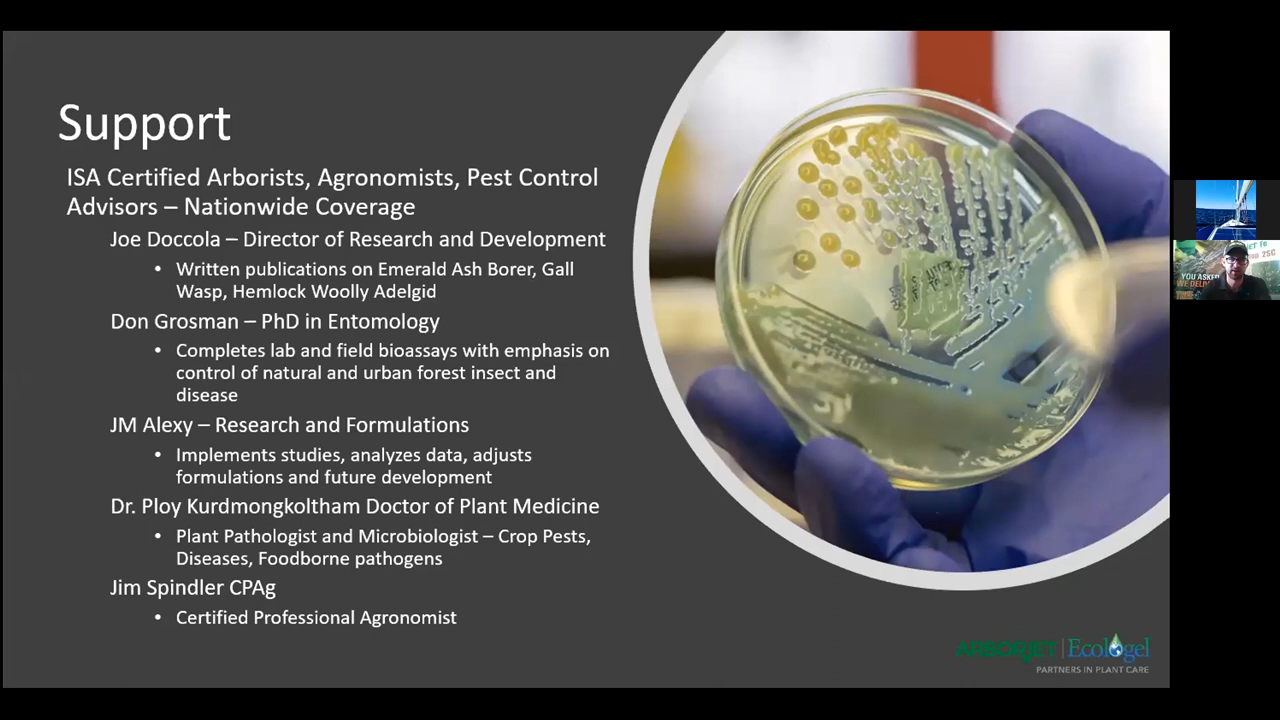 Support
ISA Certified Arborists, Agronomists, Pest Control
Advisors – Nationwide Coverage
Joe Doccola – Director of Research and Development
• Written publications on Emerald Ash Borer, Gall
Wasp, Hemlock Woolly Adelgid
Don Grosman – PhD in Entomology
• Completes lab and field bioassays with emphasis on
control of natural and urban forest insect and
disease
JM Alexy – Research and Formulations
• Implements studies, analyzes data, adjusts
formulations and future development
Dr. Ploy Kurdmongkoltham Doctor of Plant Medicine
• Plant Pathologist and Microbiologist – Crop Pests,
Diseases, Foodborne pathogens
Jim Spindler CPAg
• Certified Professional Agronomist
ARBORJET | Ecologel
PARTNERS IN PLANT CARE
YOU ASKED
WE